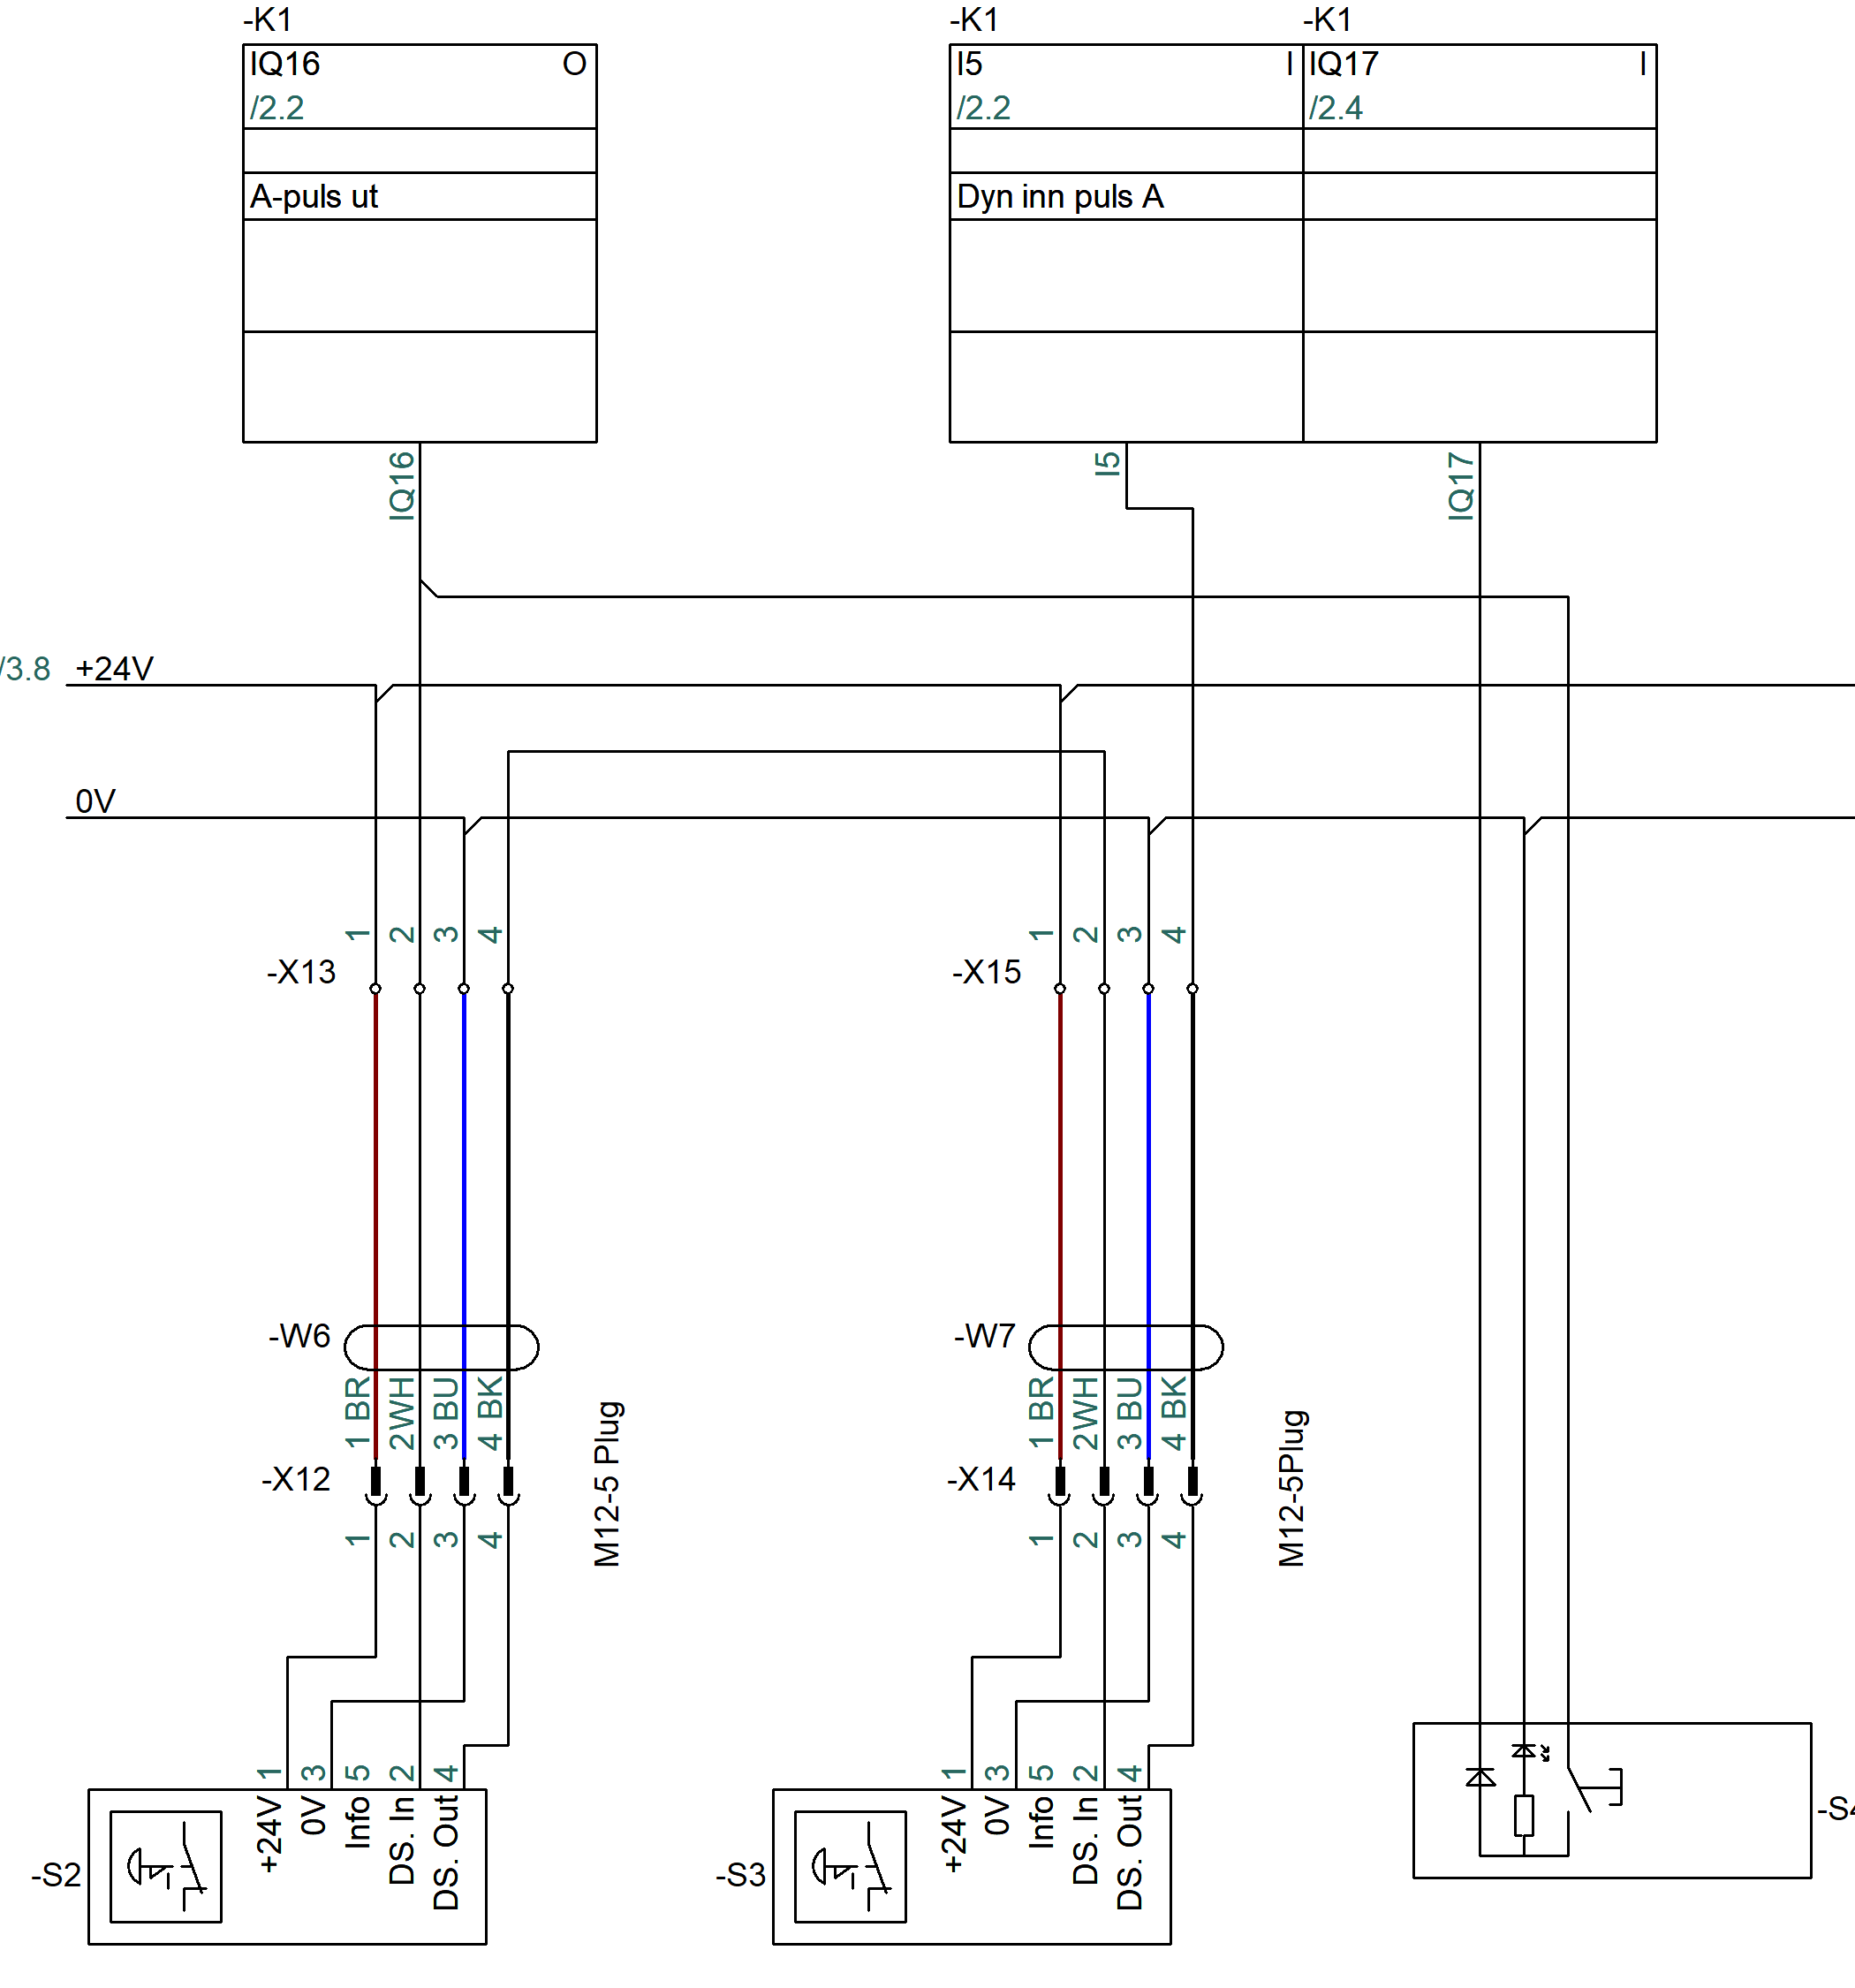 -K1
-K1
-K1
IQ16 O
I5 I
IQ17 I
/2.2
/2.2
/2.4
A-puls ut
Dyn inn puls A
IQ16
I5
IQ17
/3.8 +24V
0V
1 2 3 4
1 2 3 4
-X13
-X15
-W6
-W7
1 BR
2WH
3 BU
4 BK
1 BR
2WH
3 BU
4 BK
M12-5 Plug
M12-5Plug
-X12
-X14
1 2 3 4
1 2 3 4
1 3 5 2 4
1 3 5 2 4
+24V
0V
Info
DS. In
DS. Out
+24V
0V
Info
DS. In
DS. Out
-S2
-S3
-S4